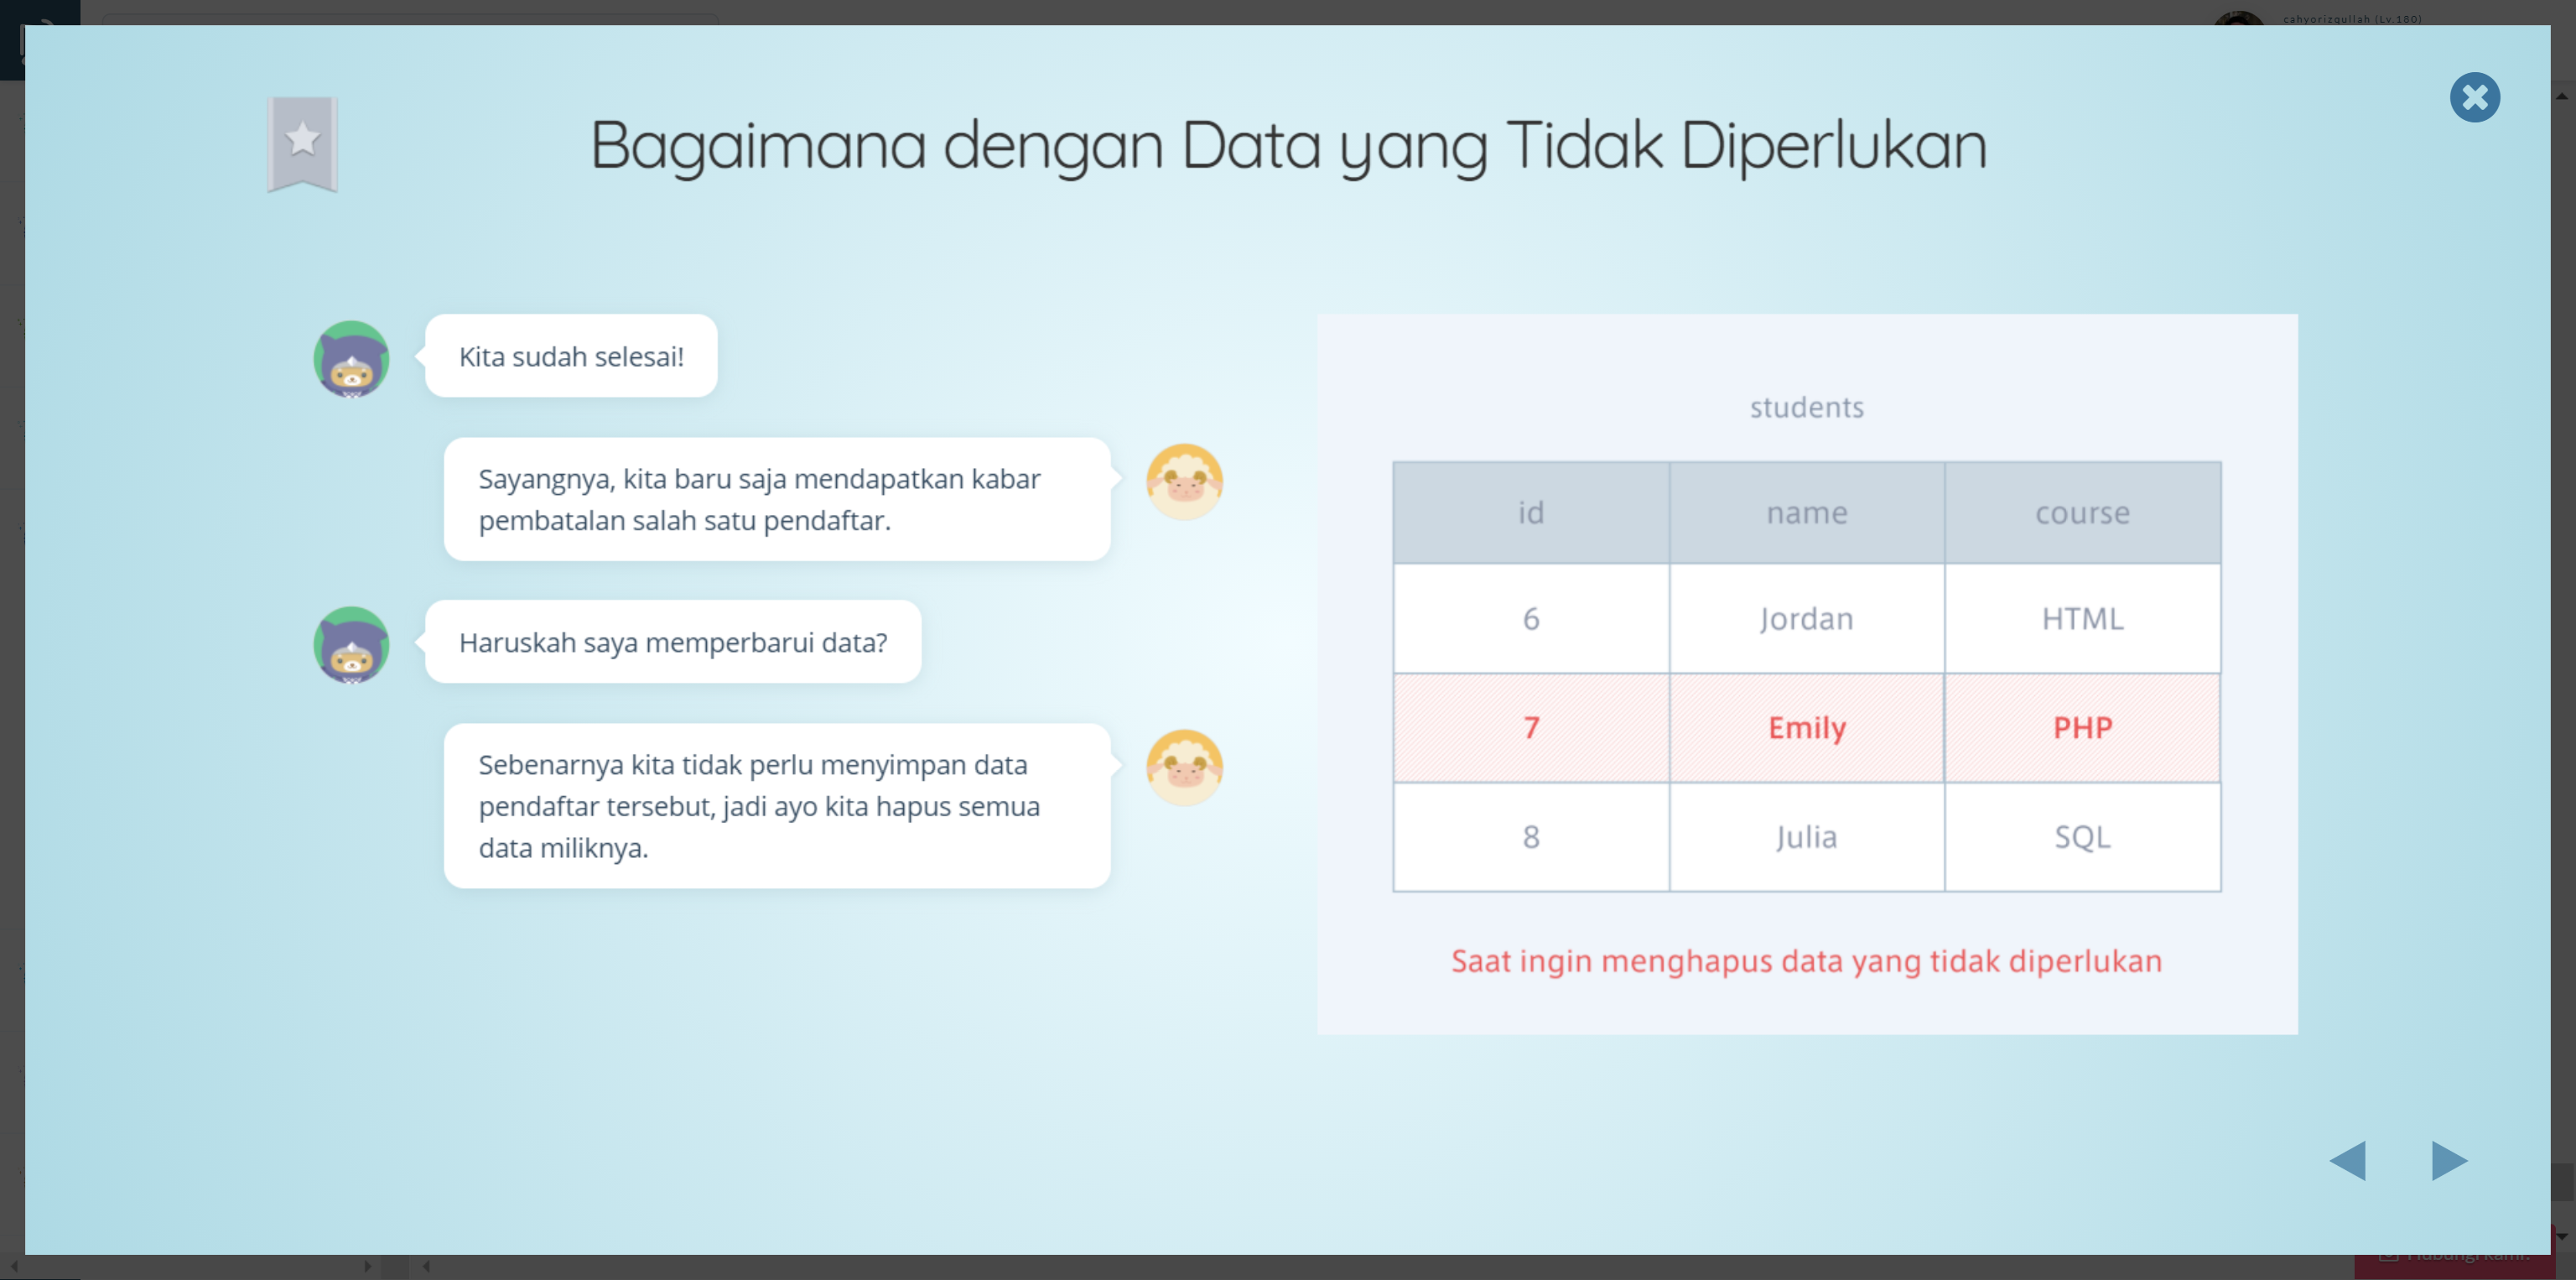 cahyorizqullah (Lv.180)
Bagaimana dengan Data yang Tidak Diperlukan
Kita sudah selesai!
Sayangnya, kita baru saja mendapatkan kabar
pembatalan salah satu pendaftar.
Haruskah saya memperbarui data?
Sebenarnya kita tidak perlu menyimpan data
pendaftar tersebut, jadi ayo kita hapus semua
data miliknya.
students
id name course
6 Jordan HTML
7 Emily PHP
8 Julia SQL
Saat ingin menghapus data yang tidak diperlukan